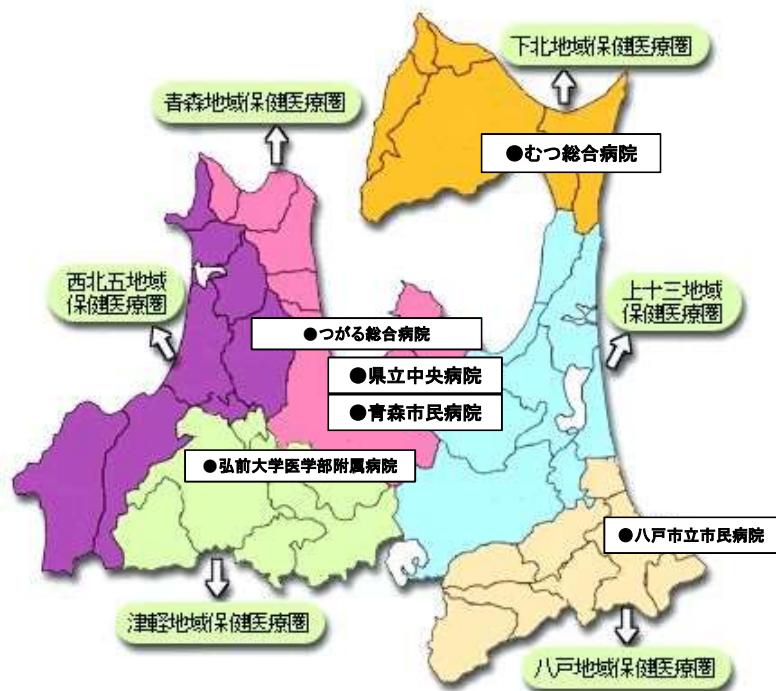 下北地域保健医療圏
青森地域保健医療圏
●むつ総合病院
西北五地域
保健医療圏
上十三地域
保健医療圏
●つがる総合病院
●県立中央病院
●青森市民病院
●弘前大学医学部附属病院
●八戸市立市民病院
津軽地域保健医療圏
八戸地域保健医療圏